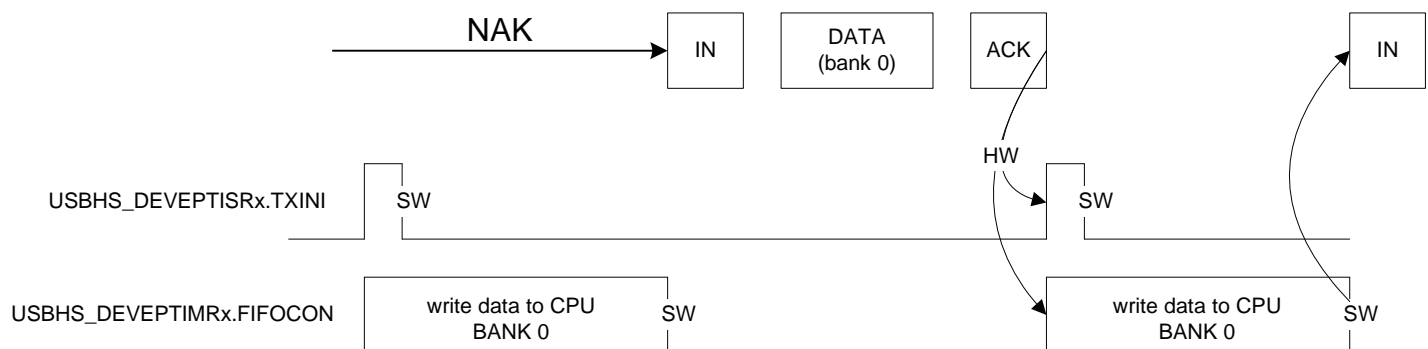 NAK
IN
DATA
(bank 0)
ACK
IN
HW
USBHS_DEVEPTISRx.TXINI
SW
SW
USBHS_DEVEPTIMRx.FIFOCON
write data to CPU
BANK 0
SW
write data to CPU
BANK 0
SW